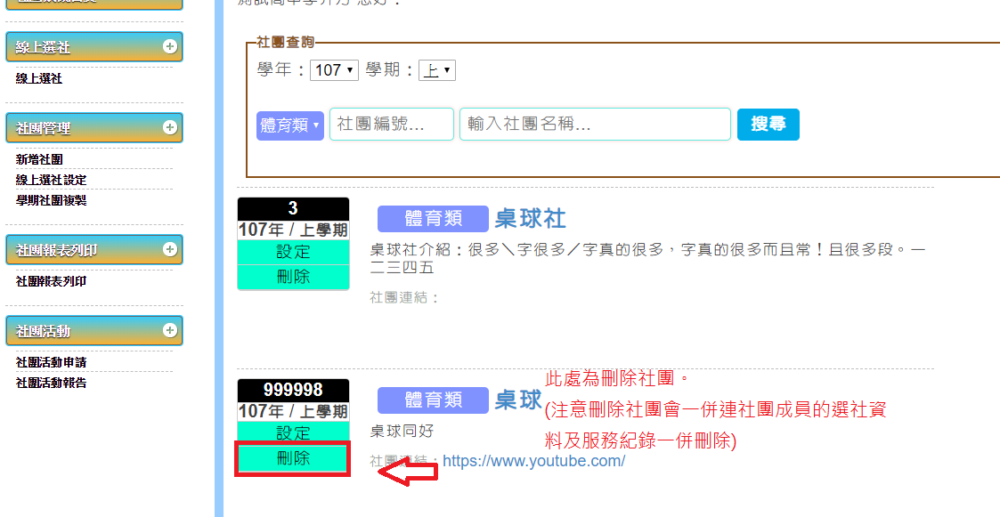 線上選社
線上選社
社團管理
新增社團
線上選社設定
學期社團複製
社團報表列印
社團報表列印
社團活動
社團活動申請
社團活動報告
社團查詢
學年：107 學期：上
體育類 社團編號... 輸入社團名稱... 搜尋
3
107年 / 上學期
設定
刪除
體育類 桌球社
桌球社介紹：很多＼字很多／字真的很多，字真的很多而且常！且很多段。一
二三四五
社團連結：
999998
107年 / 上學期
設定
刪除
體育類 桌球
桌球同好
社團連結：https://www.youtube.com/
此處為刪除社團。
(注意刪除社團會一併連社團成員的選社資
料及服務紀錄一併刪除)